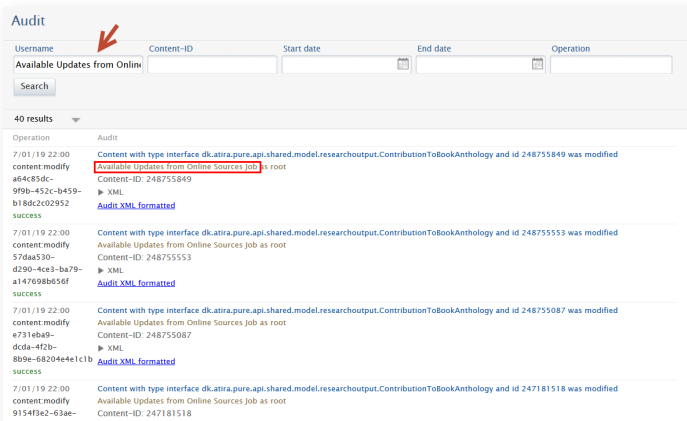 Audit
Username Content-ID Start date End date Operation
Available Updates from Onlin
Search
40 results
Operation Audit
7/01/19 22:00 Content with type interface dk.atira.pure.api.shared.model.researchoutput.ContributionToBookAnthology and id 248755849 was modified
content:modify Available Updates from Online Sources Job as root
a64c85dc- Content-ID: 248755849
9f9b-452c-b459- XML
b18dc2c02952 Audit XML formatted
success
7/01/19 22:00 Content with type interface dk.atira.pure.api.shared.model.researchoutput.ContributionToBookAnthology and id 248755553 was modified
content:modify Available Updates from Online Sources Job as root
57daa530- Content-ID: 248755553
d290-4ce3-ba79- XML
a147698b656f Audit XML formatted
success
7/01/19 22:00 Content with type interface dk.atira.pure.api.shared.model.researchoutput.ContributionToBookAnthology and id 248755087 was modified
content:modify Available Updates from Online Sources Job as root
e731eba9- Content-ID: 248755087
dcda-4f2b- XML
8b9e-68204e4e1c1b Audit XML formatted
success
7/01/19 22:00 Content with type interface dk.atira.pure.api.shared.model.researchoutput.ContributionToBookAnthology and id 247181518 was modified
content:modify Available Updates from Online Sources Job as root
9154f3e2-63ae- Content-ID: 247181518